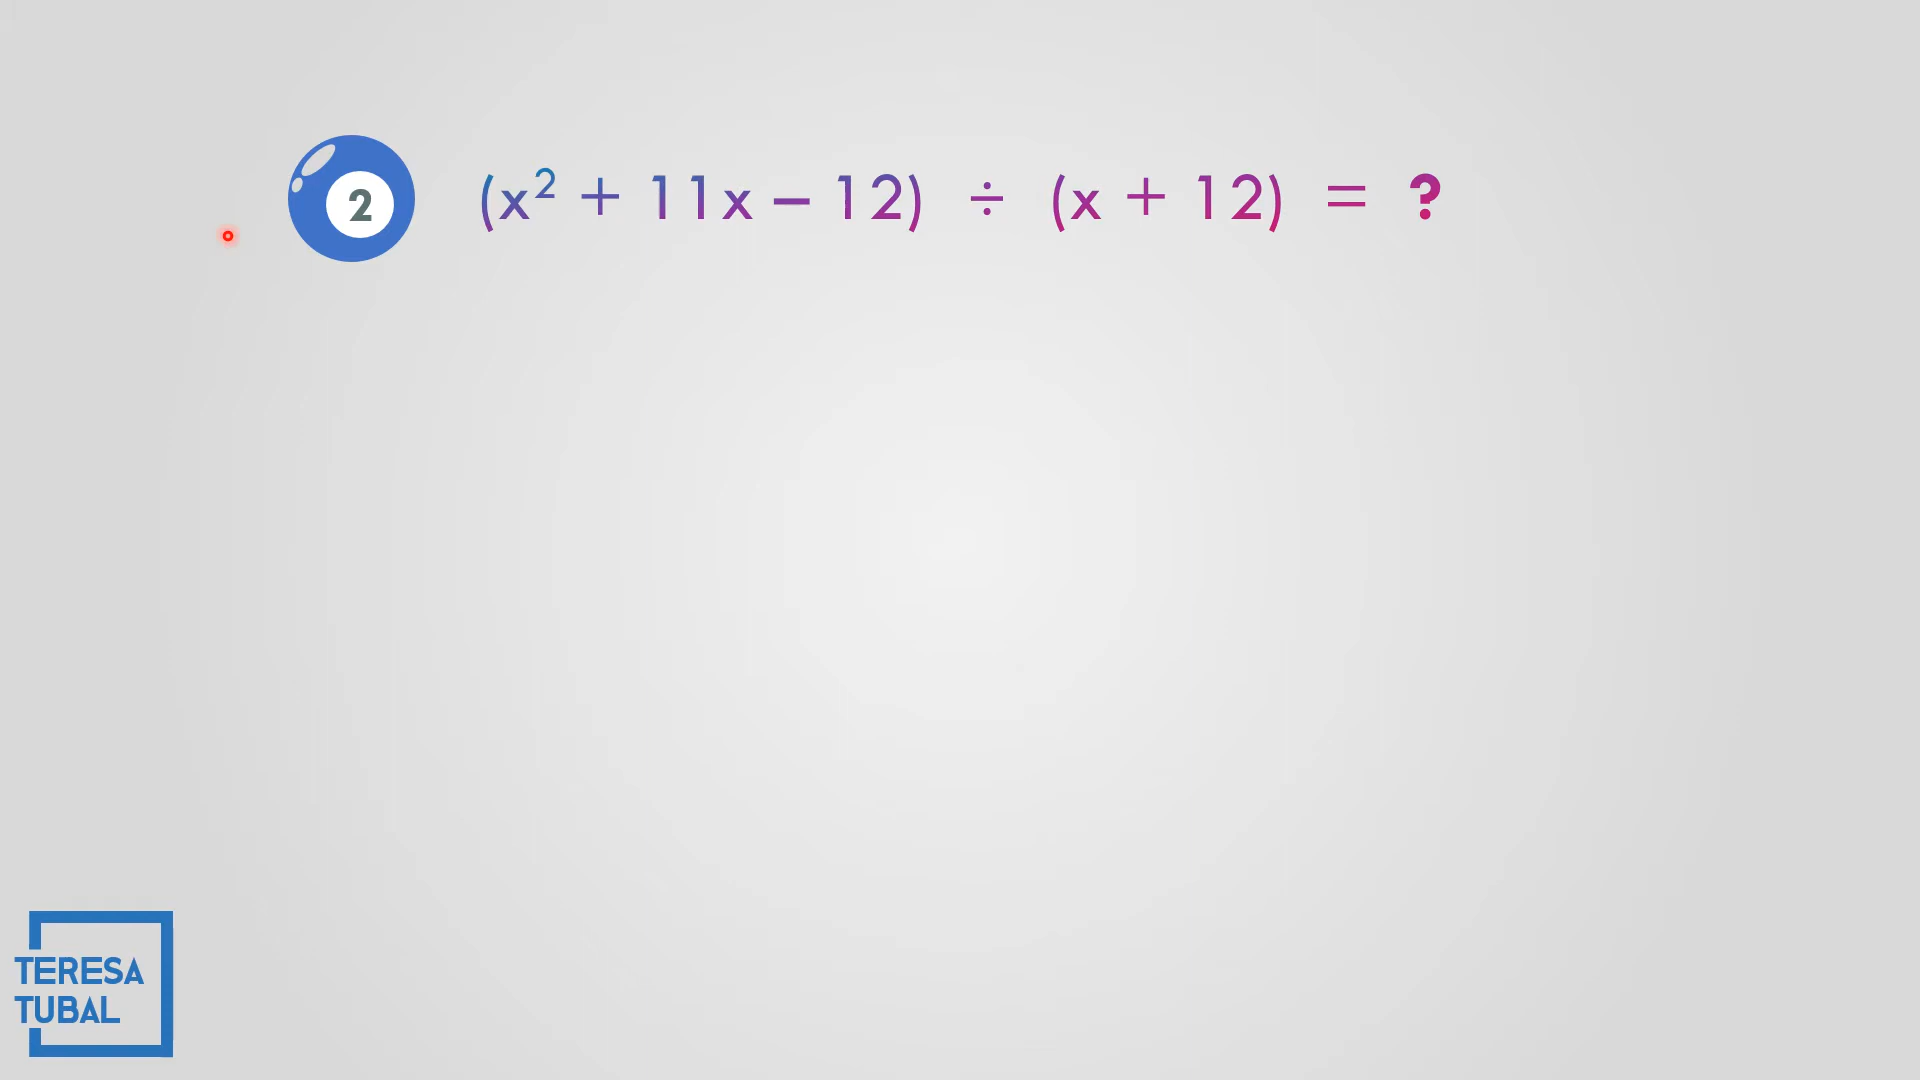 2 (x² + 11x – 12) ÷ (x + 12) = ?
TERESA
TUBAL